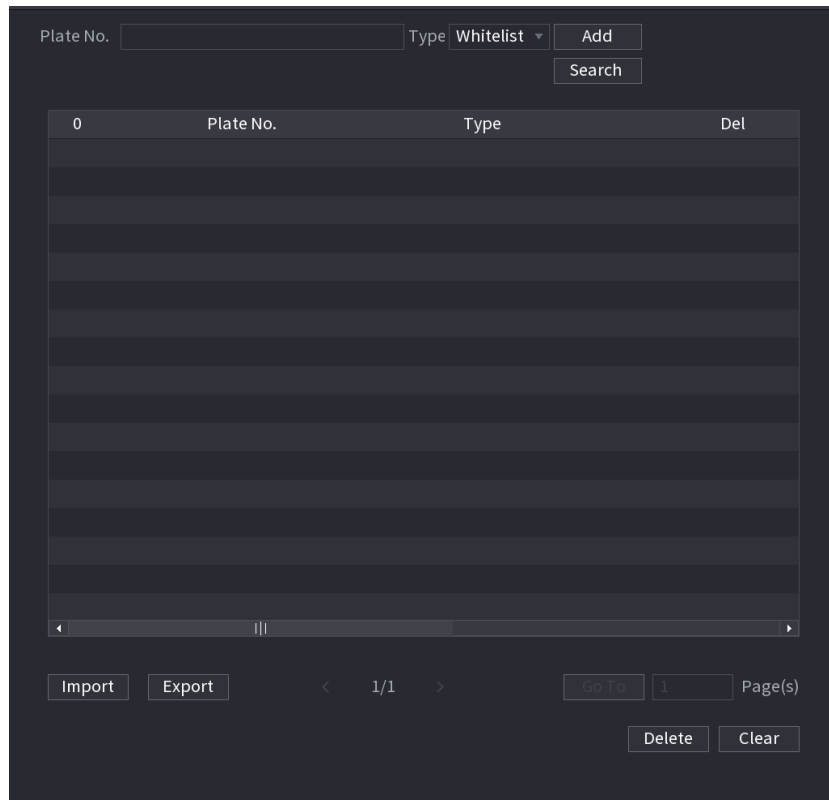 Plate No. Type Whitelist Add
Search
0 Plate No. Type Del
Import Export < 1/1 > Go To 1 Page(s)
Delete Clear